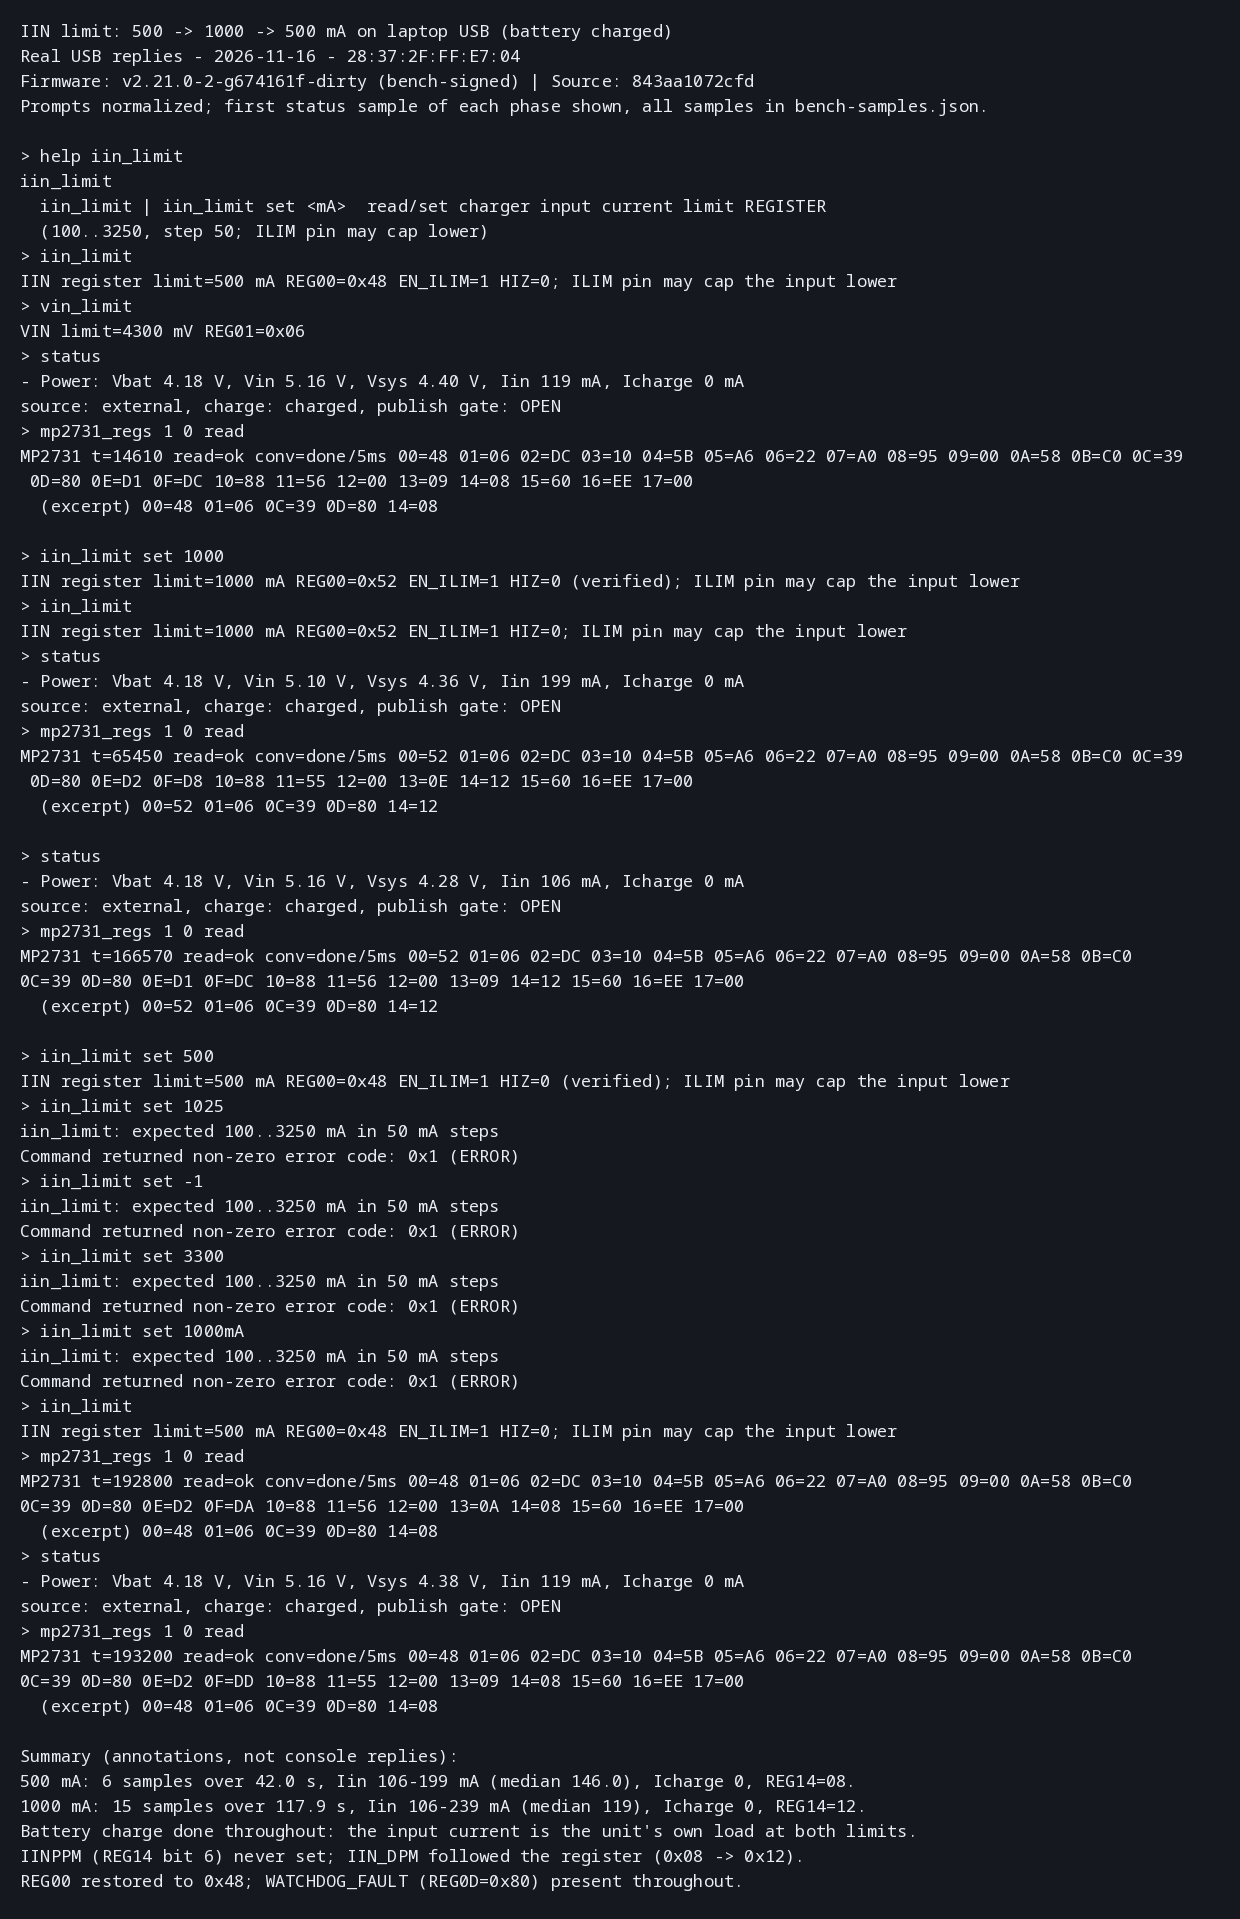 IIN limit: 500 -> 1000 -> 500 mA on laptop USB (battery charged)
Real USB replies - 2026-11-16 - 28:37:2F:FF:E7:04
Firmware: v2.21.0-2-g674161f-dirty (bench-signed) | Source: 843aa1072cfd
Prompts normalized; first status sample of each phase shown, all samples in bench-samples.json.
> help iin_limit
iin_limit
iin_limit | iin_limit set <mA>  read/set charger input current limit REGISTER
(100..3250, step 50; ILIM pin may cap lower)
> iin_limit
IIN register limit=500 mA REG00=0x48 EN_ILIM=1 HIZ=0; ILIM pin may cap the input lower
> vin_limit
VIN limit=4300 mV REG01=0x06
> status
- Power: Vbat 4.18 V, Vin 5.16 V, Vsys 4.40 V, Iin 119 mA, Icharge 0 mA
source: external, charge: charged, publish gate: OPEN
> mp2731_regs 1 0 read
MP2731 t=14610 read=ok conv=done/5ms 00=48 01=06 02=DC 03=10 04=5B 05=A6 06=22 07=A0 08=95 09=00 0A=58 0B=C0 0C=39
0D=80 0E=D1 0F=DC 10=88 11=56 12=00 13=09 14=08 15=60 16=EE 17=00
(excerpt) 00=48 01=06 0C=39 0D=80 14=08
> iin_limit set 1000
IIN register limit=1000 mA REG00=0x52 EN_ILIM=1 HIZ=0 (verified); ILIM pin may cap the input lower
> iin_limit
IIN register limit=1000 mA REG00=0x52 EN_ILIM=1 HIZ=0; ILIM pin may cap the input lower
> status
- Power: Vbat 4.18 V, Vin 5.10 V, Vsys 4.36 V, Iin 199 mA, Icharge 0 mA
source: external, charge: charged, publish gate: OPEN
> mp2731_regs 1 0 read
MP2731 t=65450 read=ok conv=done/5ms 00=52 01=06 02=DC 03=10 04=5B 05=A6 06=22 07=A0 08=95 09=00 0A=58 0B=C0 0C=39
0D=80 0E=D2 0F=D8 10=88 11=55 12=00 13=0E 14=12 15=60 16=EE 17=00
(excerpt) 00=52 01=06 0C=39 0D=80 14=12
> status
- Power: Vbat 4.18 V, Vin 5.16 V, Vsys 4.28 V, Iin 106 mA, Icharge 0 mA
source: external, charge: charged, publish gate: OPEN
> mp2731_regs 1 0 read
MP2731 t=166570 read=ok conv=done/5ms 00=52 01=06 02=DC 03=10 04=5B 05=A6 06=22 07=A0 08=95 09=00 0A=58 0B=C0
0C=39 0D=80 0E=D1 0F=DC 10=88 11=56 12=00 13=09 14=12 15=60 16=EE 17=00
(excerpt) 00=52 01=06 0C=39 0D=80 14=12
> iin_limit set 500
IIN register limit=500 mA REG00=0x48 EN_ILIM=1 HIZ=0 (verified); ILIM pin may cap the input lower
> iin_limit set 1025
iin_limit: expected 100..3250 mA in 50 mA steps
Command returned non-zero error code: 0x1 (ERROR)
> iin_limit set -1
iin_limit: expected 100..3250 mA in 50 mA steps
Command returned non-zero error code: 0x1 (ERROR)
> iin_limit set 3300
iin_limit: expected 100..3250 mA in 50 mA steps
Command returned non-zero error code: 0x1 (ERROR)
> iin_limit set 1000mA
iin_limit: expected 100..3250 mA in 50 mA steps
Command returned non-zero error code: 0x1 (ERROR)
> iin_limit
IIN register limit=500 mA REG00=0x48 EN_ILIM=1 HIZ=0; ILIM pin may cap the input lower
> mp2731_regs 1 0 read
MP2731 t=192800 read=ok conv=done/5ms 00=48 01=06 02=DC 03=10 04=5B 05=A6 06=22 07=A0 08=95 09=00 0A=58 0B=C0
0C=39 0D=80 0E=D2 0F=DA 10=88 11=56 12=00 13=0A 14=08 15=60 16=EE 17=00
(excerpt) 00=48 01=06 0C=39 0D=80 14=08
> status
- Power: Vbat 4.18 V, Vin 5.16 V, Vsys 4.38 V, Iin 119 mA, Icharge 0 mA
source: external, charge: charged, publish gate: OPEN
> mp2731_regs 1 0 read
MP2731 t=193200 read=ok conv=done/5ms 00=48 01=06 02=DC 03=10 04=5B 05=A6 06=22 07=A0 08=95 09=00 0A=58 0B=C0
0C=39 0D=80 0E=D2 0F=DD 10=88 11=55 12=00 13=09 14=08 15=60 16=EE 17=00
(excerpt) 00=48 01=06 0C=39 0D=80 14=08
Summary (annotations, not console replies):
500 mA: 6 samples over 42.0 s, Iin 106-199 mA (median 146.0), Icharge 0, REG14=08.
1000 mA: 15 samples over 117.9 s, Iin 106-239 mA (median 119), Icharge 0, REG14=12.
Battery charge done throughout: the input current is the unit's own load at both limits.
IINPPM (REG14 bit 6) never set; IIN_DPM followed the register (0x08 -> 0x12).
REG00 restored to 0x48; WATCHDOG_FAULT (REG0D=0x80) present throughout.